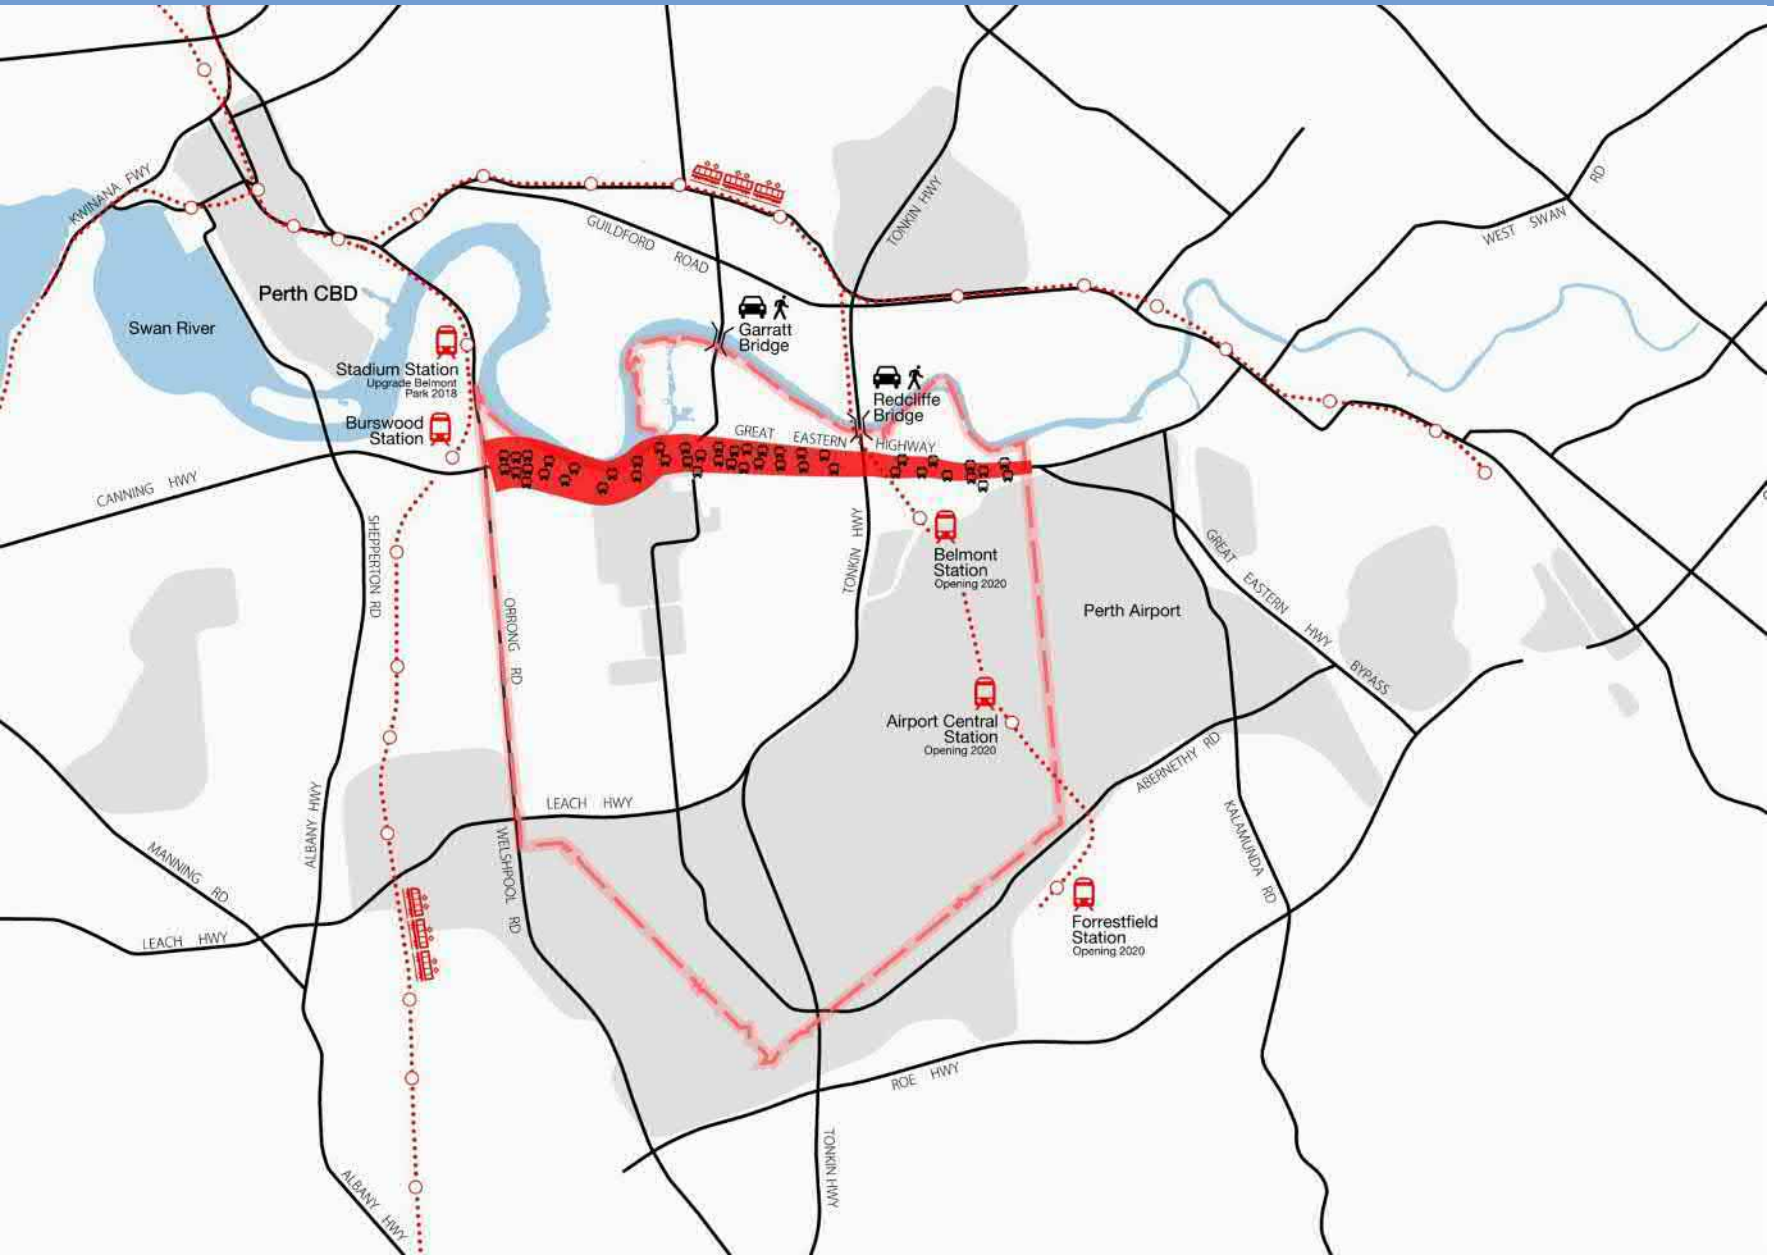 KWINANA FWY
Swan River
Perth CBD
GUILDFORD ROAD
TONKIN HWY
WEST SWAN RD
Garratt
Bridge
Stadium Station
Upgrade Belmont
Park 2018
Burswood
Station
Redcliffe
Bridge
GREAT EASTERN HIGHWAY
CANNING HWY
SHEPPERTON RD
TONKIN HWY
Belmont
Station
Opening 2020
GREAT EASTERN HWY BYPASS
ORRONG RD
Perth Airport
Airport Central
Station
Opening 2020
ABERNETHY RD
LEACH HWY
ALBANY HWY
WELSHPOOL RD
KALAMUNDA RD
MANNING RD
LEACH HWY
Forrestfield
Station
Opening 2020
ROE HWY
TONKIN HWY
ALBANY HWY